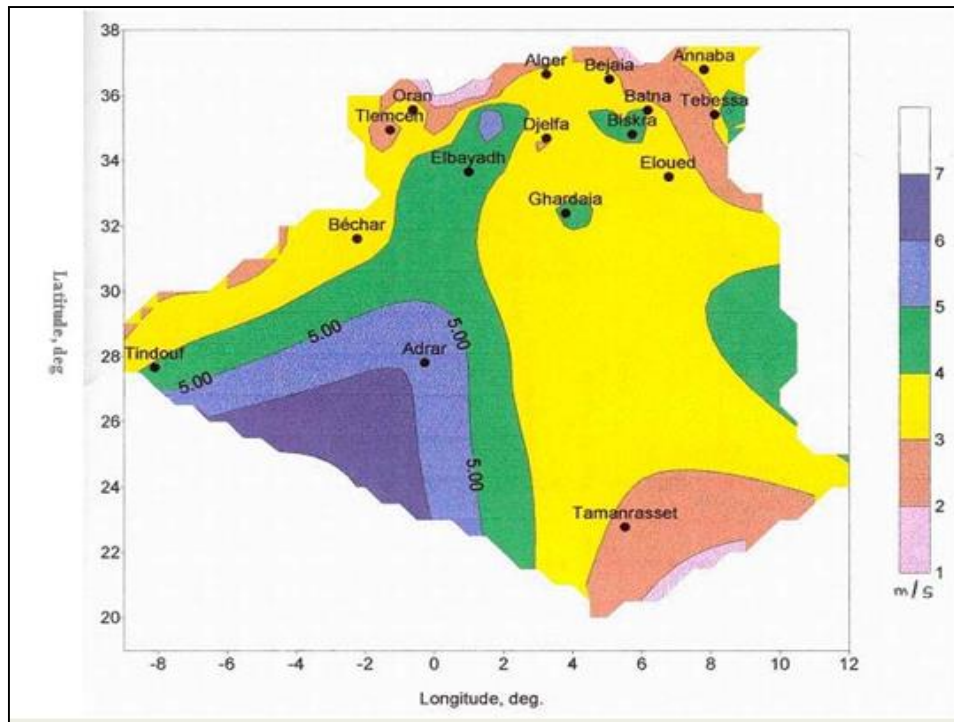 38
36
34
32
30
28
26
24
22
20
Latitude, deg
-8
-6
-4
-2
0
2
4
6
8
10
12
Longitude, deg.
Alger
Bejaia
Annaba
Oran
Batna
Tebessa
Tlemcen
Djelfa
Biskra
Elbayadh
Eloued
Ghardaia
Béchar
5.00
5.00
Tindouf
5.00
Adrar
5.00
Tamanrasset
7
6
5
4
3
2
1
m/s